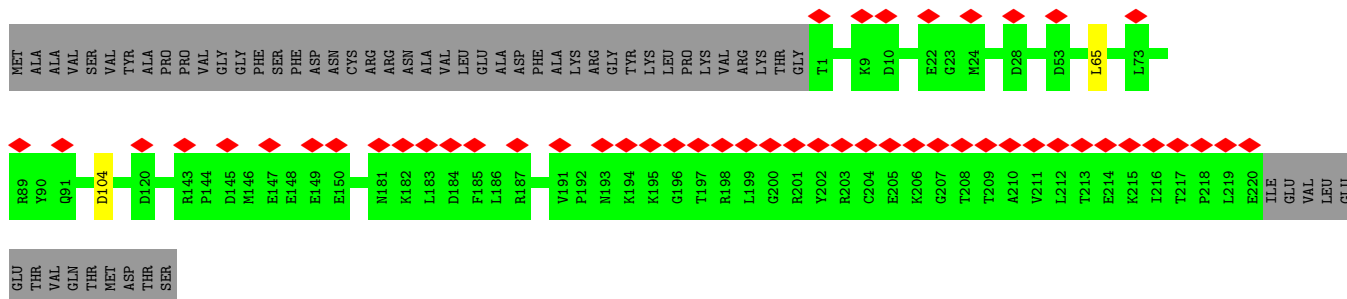 MET ALA ALA VAL SER VAL TYR ALA PRO PRO VAL GLY GLY PHE SER PHE ASP ASN CYS ARG ARG ASN ALA VAL LEU GLU ALA ASP PHE ALA LYS ARG GLY TYR LYS LEU PRO LYS VAL ARG LYS THR GLY T1 K9 D10 E22 G23 M24 D28 D53 L65 L73
R89 Y90 Q91 D104 D120 R143 P144 D145 M146 E147 E148 E149 E150 N181 K182 L183 D184 F185 L186 R187 V191 P192 N193 K194 K195 G196 T197 R198 L199 G200 R201 Y202 R203 C204 E205 K206 G207 T208 T209 A210 V211 L212 T213 E214 K215 I216 T217 P218 L219 E220 ILE GLU VAL LEU GLU
GLU THR VAL GLN THR MET ASP THR SER